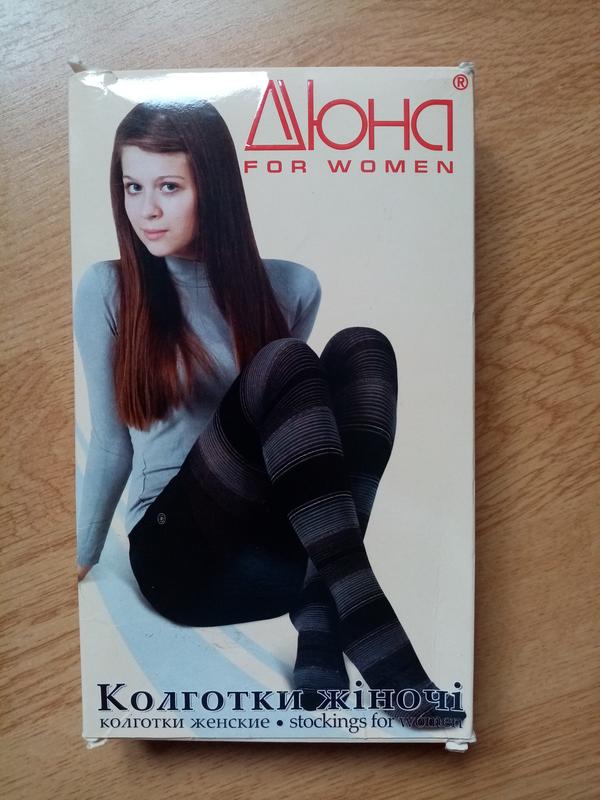 Дюна®
FOR WOMEN
Колготки жіночі
колготки женские • stockings for women